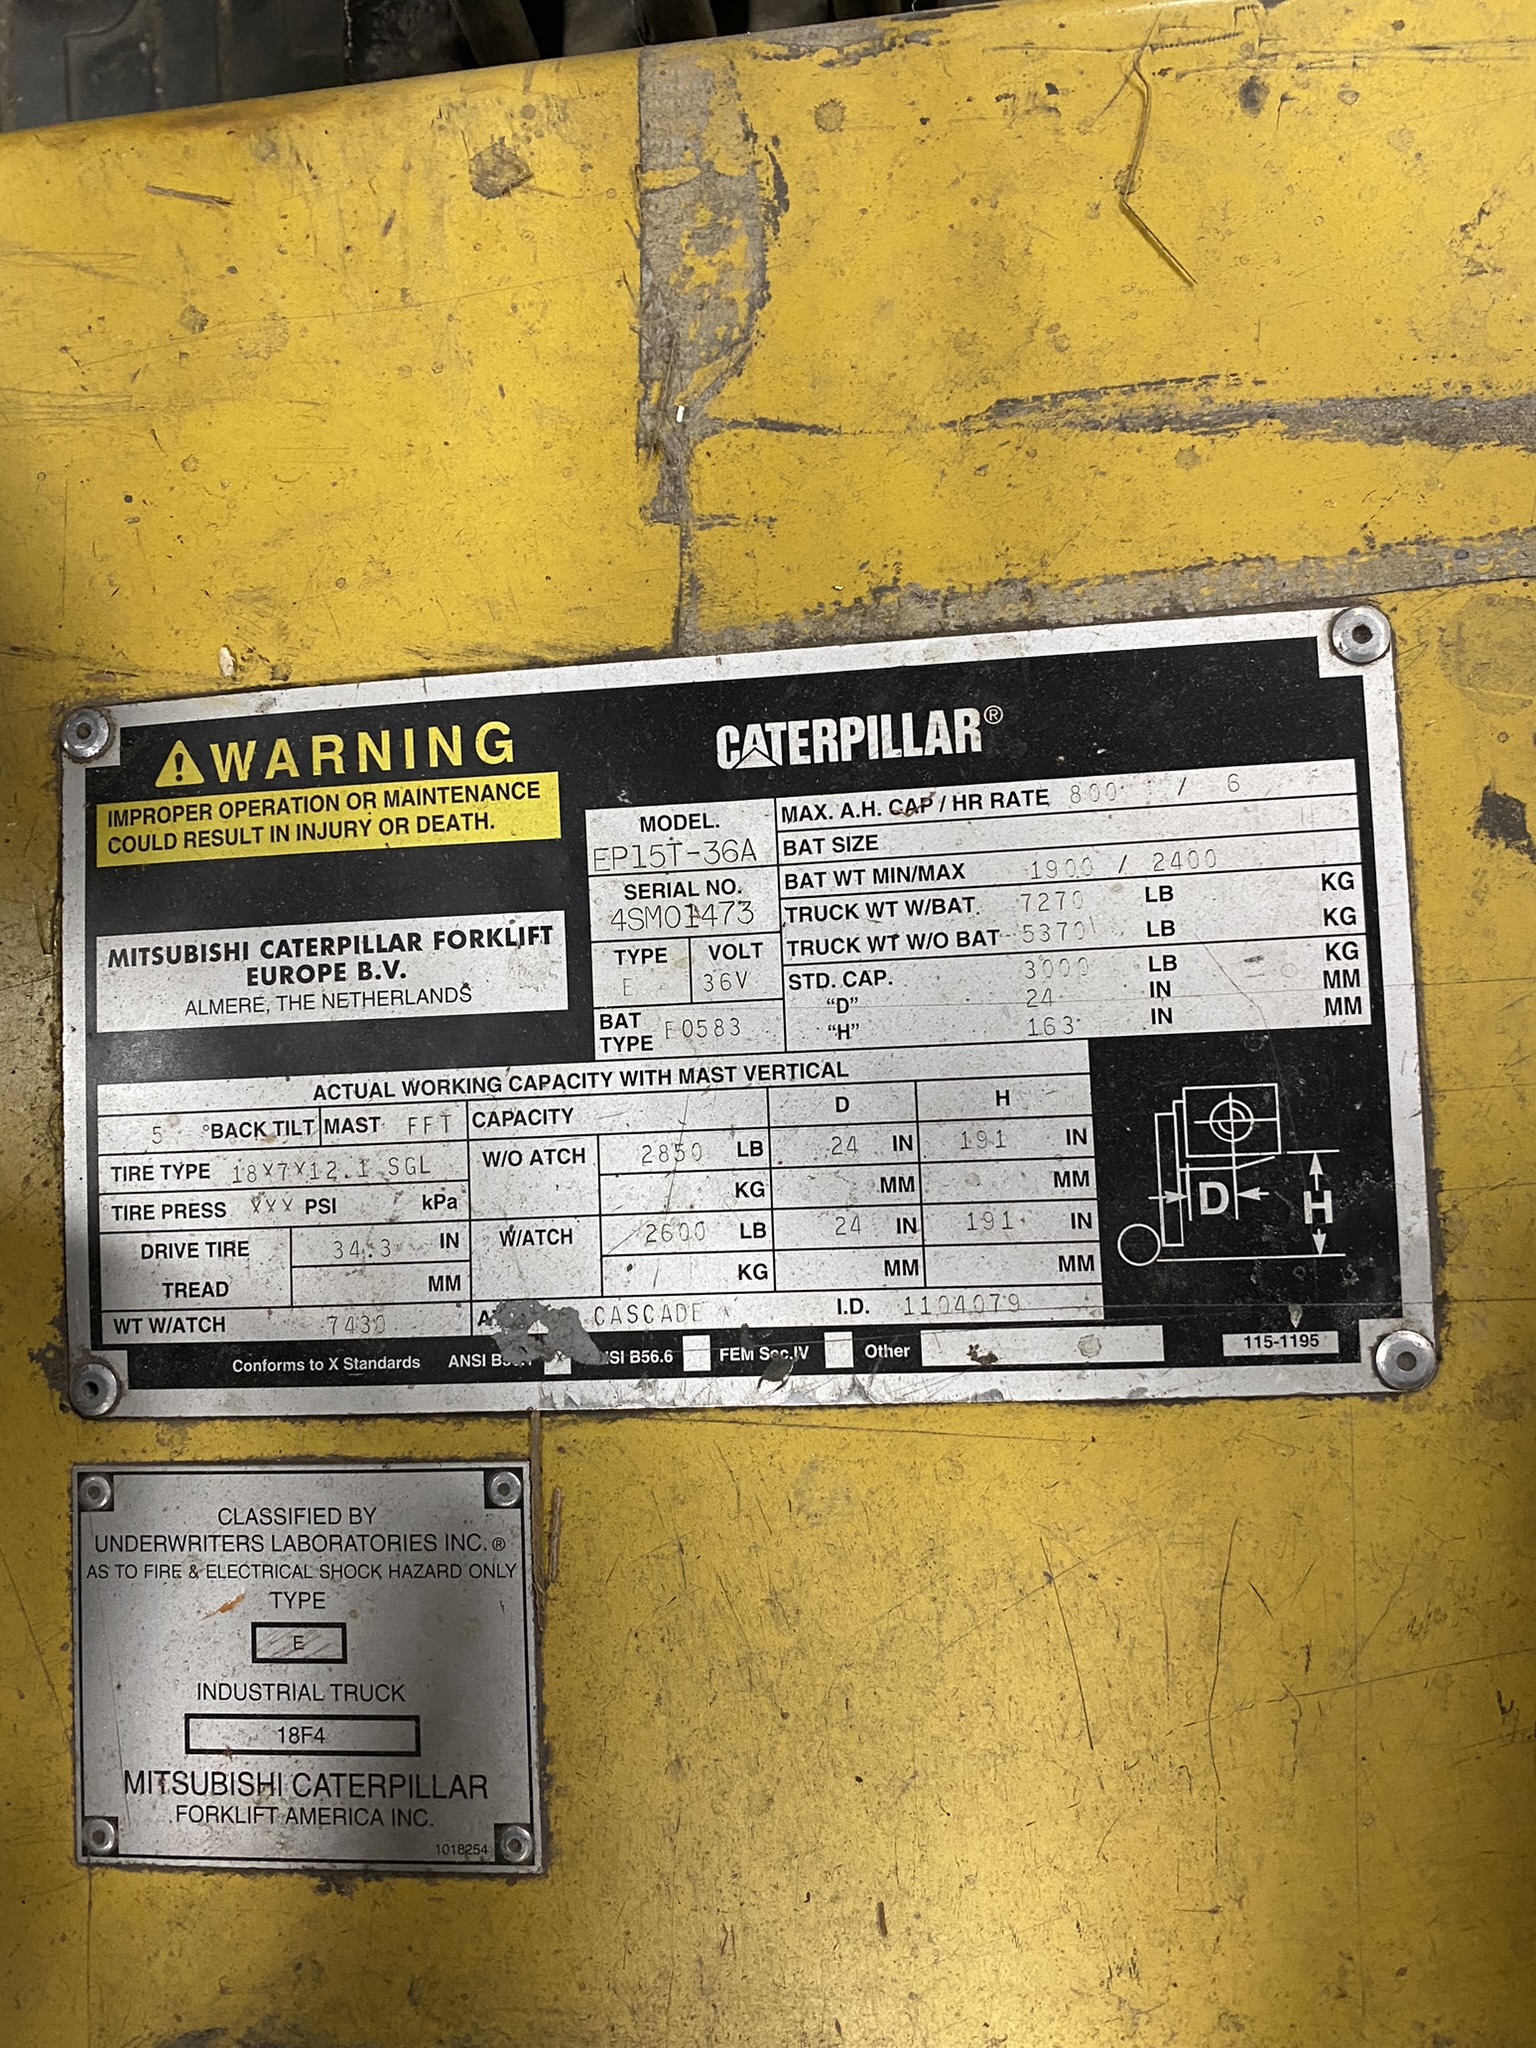 WARNING
IMPROPER OPERATION OR MAINTENANCE
COULD RESULT IN INJURY OR DEATH.
MITSUBISHI CATERPILLAR FORKLIFT
EUROPE B.V.
ALMERE, THE NETHERLANDS
CATERPILLAR®
MODEL.
EP15T-36A
SERIAL NO.
4SM01473
TYPE VOLT
E 36V
BAT TYPE E0583
MAX. A.H. CAP / HR RATE 800 / 6
BAT SIZE
BAT WT MIN/MAX 1900 / 2400
TRUCK WT W/BAT. 7270 LB KG
TRUCK WT W/O BAT 5370 LB KG
STD. CAP. 3000 LB KG
"D" 24 IN MM
"H" 163 IN MM
ACTUAL WORKING CAPACITY WITH MAST VERTICAL
5 °BACK TILT MAST FFT CAPACITY D H
TIRE TYPE 18X7X12.1 SGL W/O ATCH 2850 LB 24 IN 191 IN
TIRE PRESS XXX PSI kPa KG MM MM
DRIVE TIRE 34.3 IN W/ATCH 2600 LB 24 IN 191 IN
TREAD MM KG MM MM
WT W/ATCH 7430 CASCADE I.D. 1104079
Conforms to X Standards ANSI X ANSI B56.6 FEM Sec.IV Other 115-1195
D H
CLASSIFIED BY
UNDERWRITERS LABORATORIES INC.®
AS TO FIRE & ELECTRICAL SHOCK HAZARD ONLY
TYPE
E
INDUSTRIAL TRUCK
18F4
MITSUBISHI CATERPILLAR
FORKLIFT AMERICA INC.
1018254